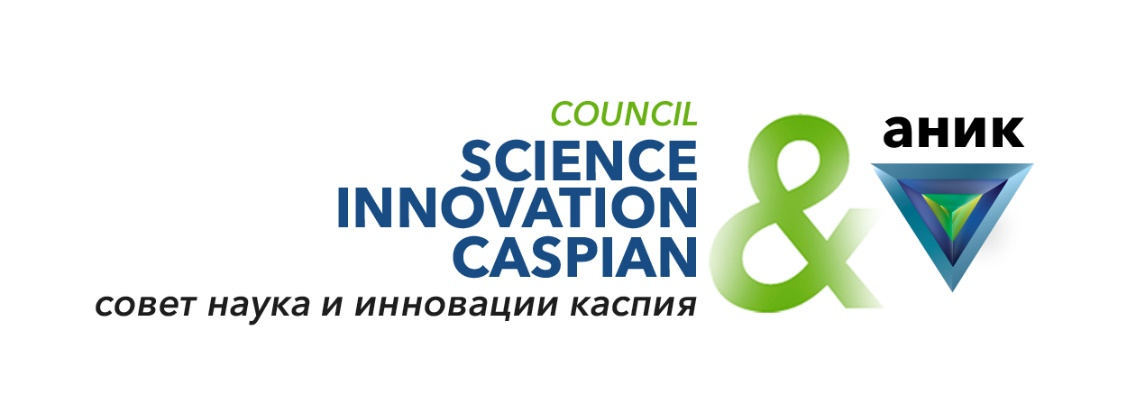 COUNCIL
SCIENCE
INNOVATION
CASPIAN
совет наука и инновации каспия
&
аник